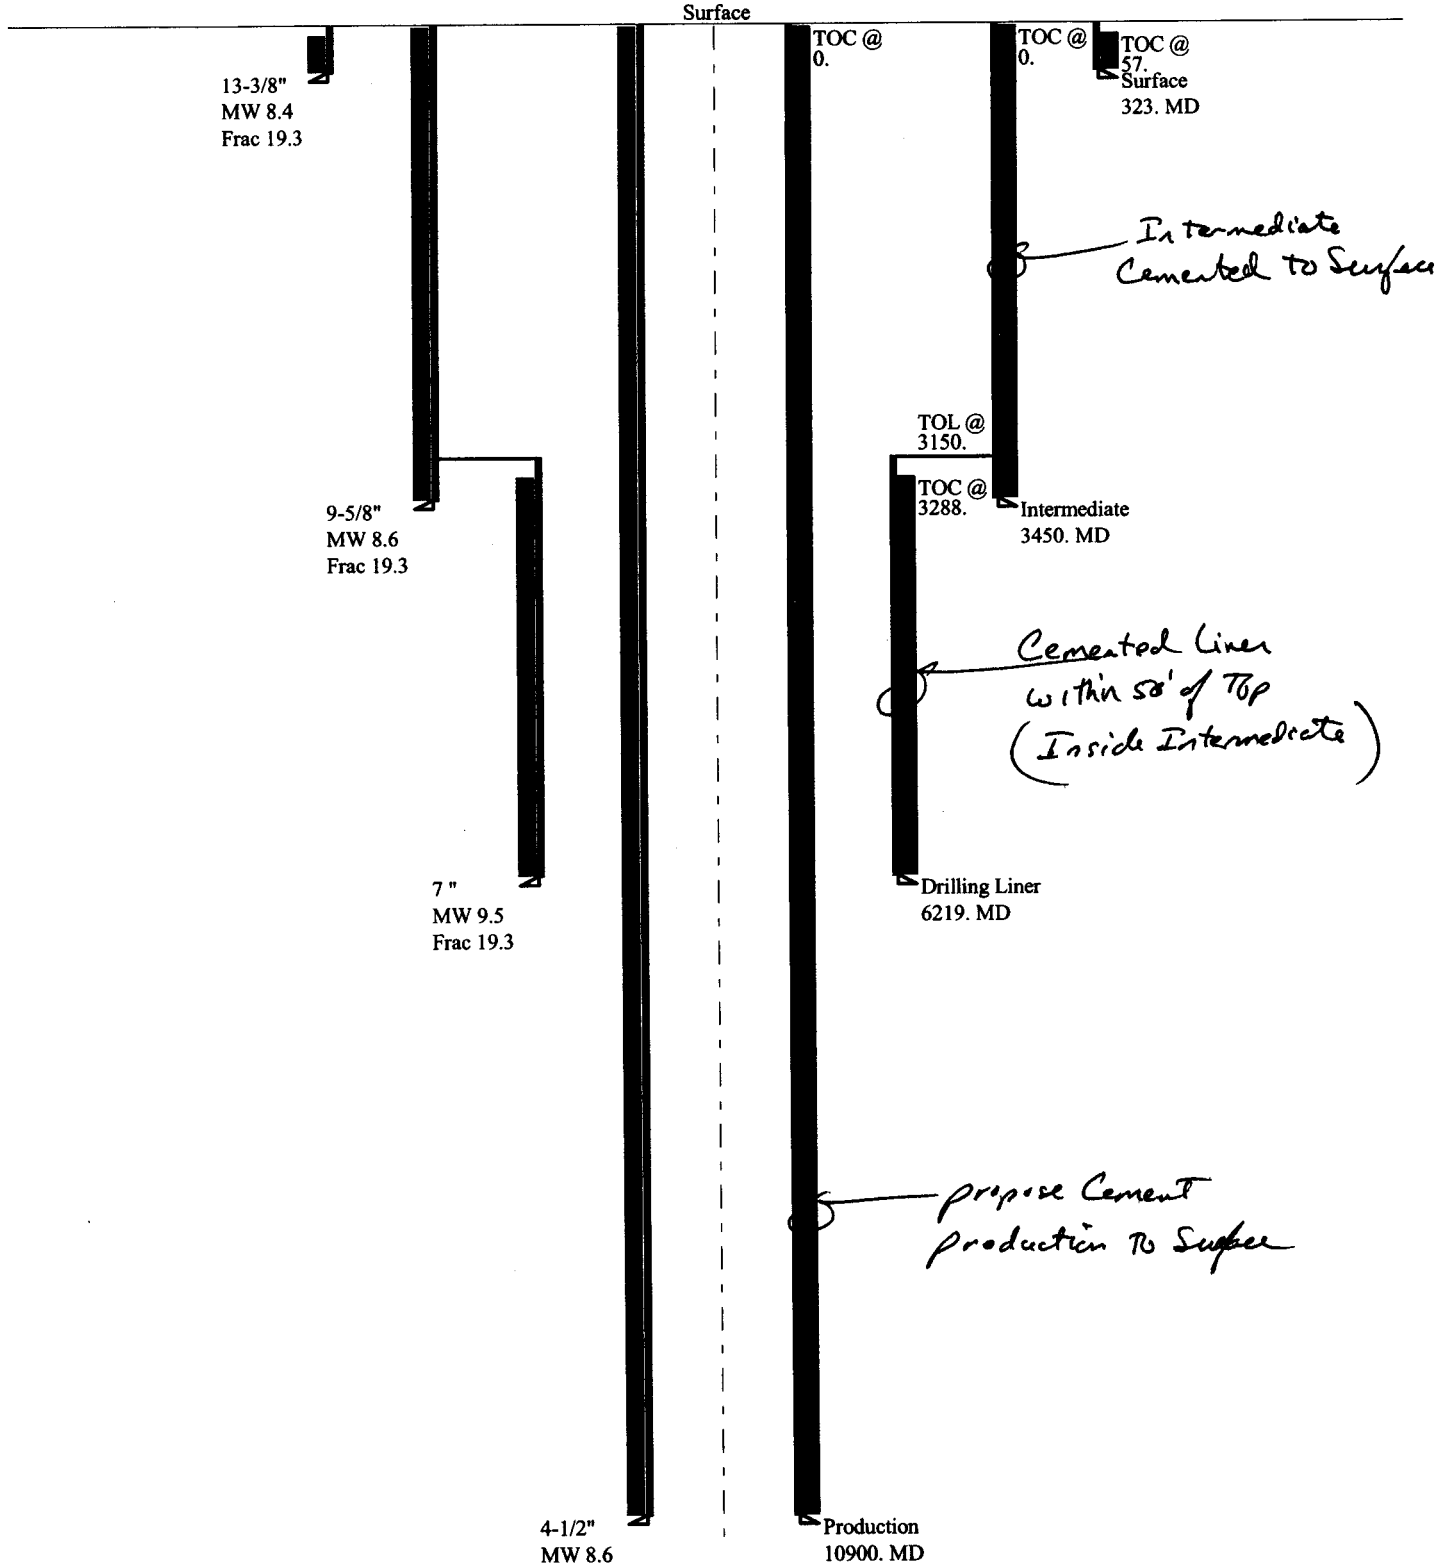 Surface
TOC @
0.
TOC @
0.
TOC @
57.
Surface
323. MD
13-3/8"
MW 8.4
Frac 19.3
Intermediate
Cemented to Surface
TOL @
3150.
TOC @
3288.
9-5/8"
MW 8.6
Frac 19.3
Intermediate
3450. MD
Cemented Liner
within 50' of Top
(Inside Intermediate)
7 "
MW 9.5
Frac 19.3
Drilling Liner
6219. MD
propose Cement
production To Surface
4-1/2"
MW 8.6
Production
10900. MD